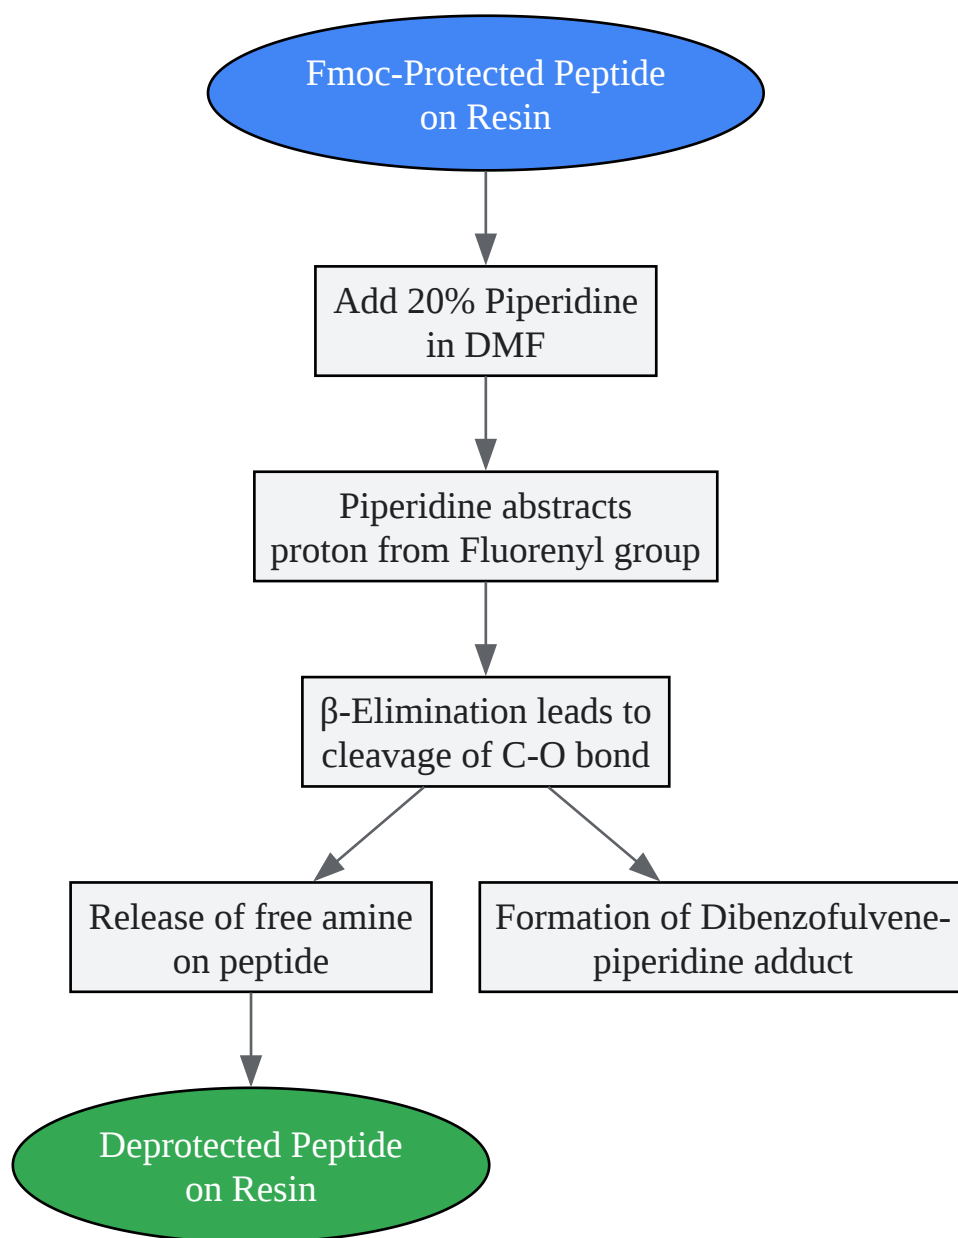 Fmoc-Protected Peptide
on Resin
Add 20% Piperidine
in DMF
Piperidine abstracts
proton from Fluorenyl group
β-Elimination leads to
cleavage of C-O bond
Release of free amine
on peptide
Formation of Dibenzofulvene-
piperidine adduct
Deprotected Peptide
on Resin